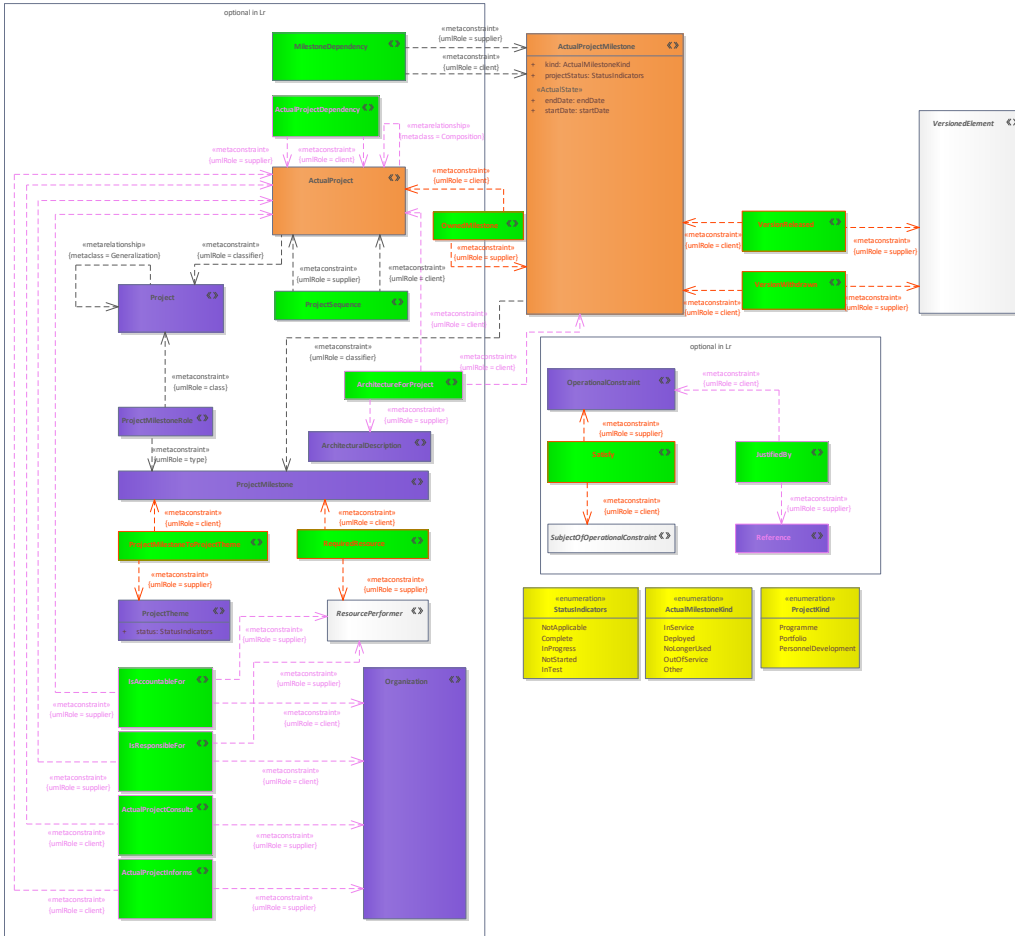 optional in Lr
MilestoneDependency
«metaconstraint»
{umlRole = supplier}
«metaconstraint»
{umlRole = client}
ActualProjectMilestone
+ kind: ActualMilestoneKind
+ projectStatus: StatusIndicators
«ActualState»
+ endDate: endDate
+ startDate: startDate
ActualProjectDependency
«metarelationship»
{metaclass = Composition}
«metaconstraint»
{umlRole = supplier}
«metaconstraint»
{umlRole = client}
VersionedElement
ActualProject
«metaconstraint»
{umlRole = client}
OwnedMilestone
«metaconstraint»
{umlRole = supplier}
VersionReleased
«metaconstraint»
{umlRole = client}
«metaconstraint»
{umlRole = supplier}
«metarelationship»
{metaclass = Generalization}
«metaconstraint»
{umlRole = classifier}
«metaconstraint»
{umlRole = supplier}
«metaconstraint»
{umlRole = client}
VersionWithdrawn
«metaconstraint»
{umlRole = client}
«metaconstraint»
{umlRole = supplier}
Project
ProjectSequence
«metaconstraint»
{umlRole = client}
«metaconstraint»
{umlRole = classifier}
optional in Lr
«metaconstraint»
{umlRole = class}
ArchitectureForProject
«metaconstraint»
{umlRole = client}
OperationalConstraint
«metaconstraint»
{umlRole = client}
ProjectMilestoneRole
«metaconstraint»
{umlRole = supplier}
«metaconstraint»
{umlRole = supplier}
ArchitecturalDescription
Satisfy
JustifiedBy
«metaconstraint»
{umlRole = type}
ProjectMilestone
«metaconstraint»
{umlRole = client}
«metaconstraint»
{umlRole = supplier}
«metaconstraint»
{umlRole = client}
«metaconstraint»
{umlRole = client}
ProjectMilestoneToProjectTheme
RequiredResource
SubjectOfOperationalConstraint
Reference
«metaconstraint»
{umlRole = supplier}
«metaconstraint»
{umlRole = supplier}
ProjectTheme
+ status: StatusIndicators
ResourcePerformer
«enumeration»
StatusIndicators
NotApplicable
Complete
InProgress
NotStarted
InTest
«enumeration»
ActualMilestoneKind
InService
Deployed
NoLongerUsed
OutOfService
Other
«enumeration»
ProjectKind
Programme
Portfolio
PersonnelDevelopment
«metaconstraint»
{umlRole = supplier}
IsAccountableFor
«metaconstraint»
{umlRole = supplier}
Organization
«metaconstraint»
{umlRole = supplier}
«metaconstraint»
{umlRole = client}
IsResponsibleFor
«metaconstraint»
{umlRole = supplier}
«metaconstraint»
{umlRole = client}
ActualProjectConsults
«metaconstraint»
{umlRole = client}
«metaconstraint»
{umlRole = supplier}
ActualProjectInforms
«metaconstraint»
{umlRole = client}
«metaconstraint»
{umlRole = supplier}